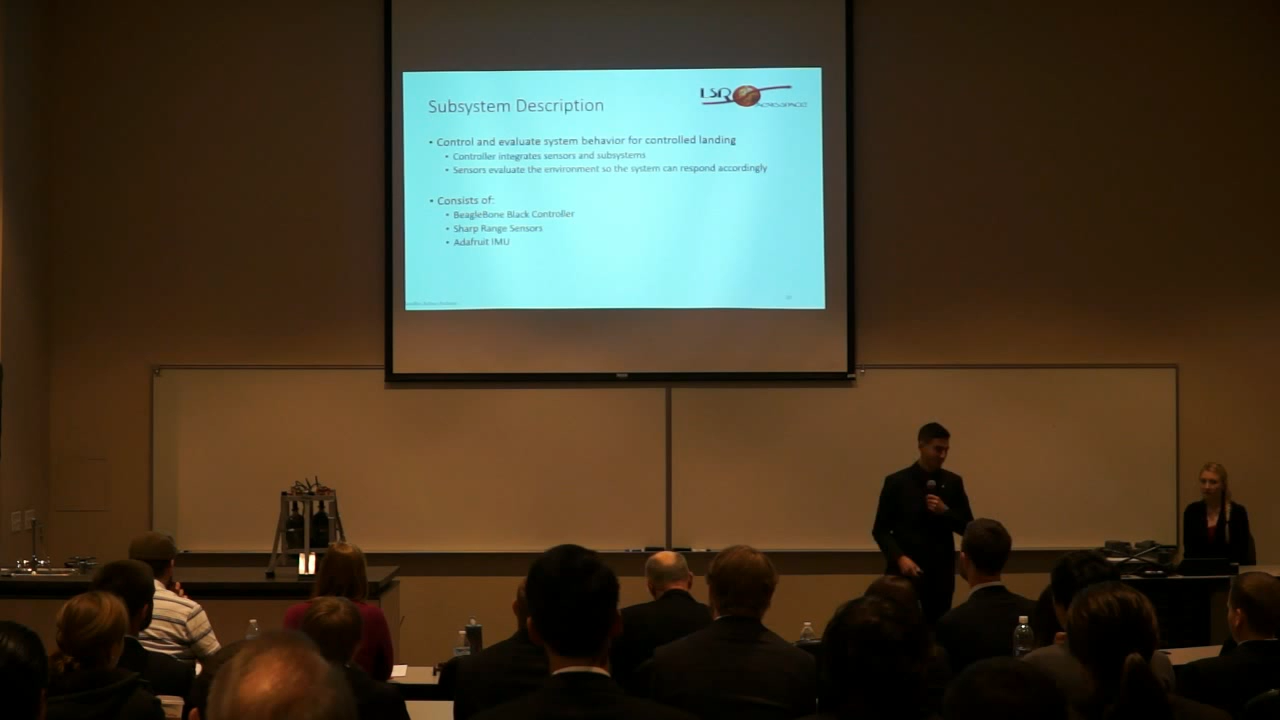 Subsystem Description
LSR
AEROSPACE
• Control and evaluate system behavior for controlled landing
• Controller integrates sensors and subsystems
• Sensors evaluate the environment so the system can respond accordingly
• Consists of:
• BeagleBone Black Controller
• Sharp Range Sensors
• Adafruit IMU